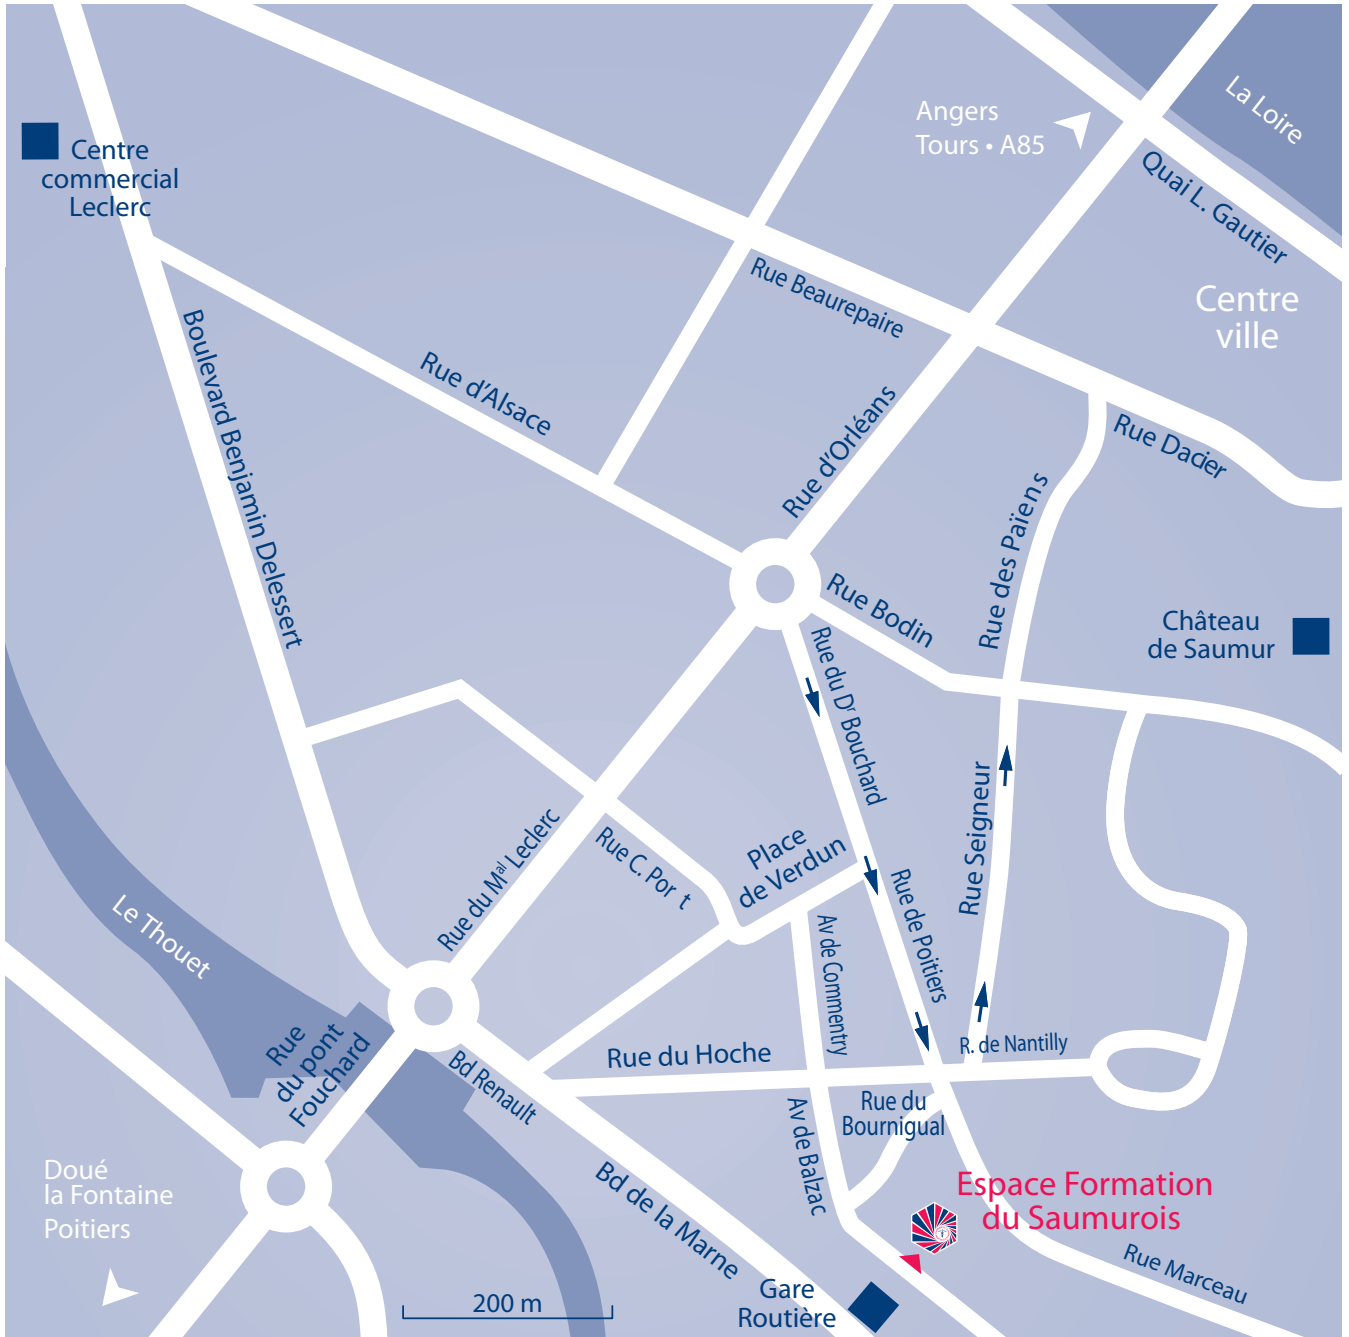 Angers
Tours • A85
La Loire
Quai L. Gautier
Centre
commercial
Leclerc
Centre
ville
Rue Beaurepaire
Boulevard Benjamin Delessert
Rue d'Alsace
Rue d'Orléans
Rue Dacier
Rue des Païens
Rue Bodin
Château
de Saumur
Rue du Dr Bouchard
Rue Seigneur
Rue du Mal Leclerc
Rue C. Por t
Place
de Verdun
Rue de Poitiers
Av de Commentry
Le Thouet
Rue
du pont
Fouchard
Bd Renault
Rue du Hoche
R. de Nantilly
Rue du
Bournigual
Av de Balzac
Doué
la Fontaine
Poitiers
Bd de la Marne
Espace Formation
du Saumurois
Rue Marceau
Gare
Routière
200 m